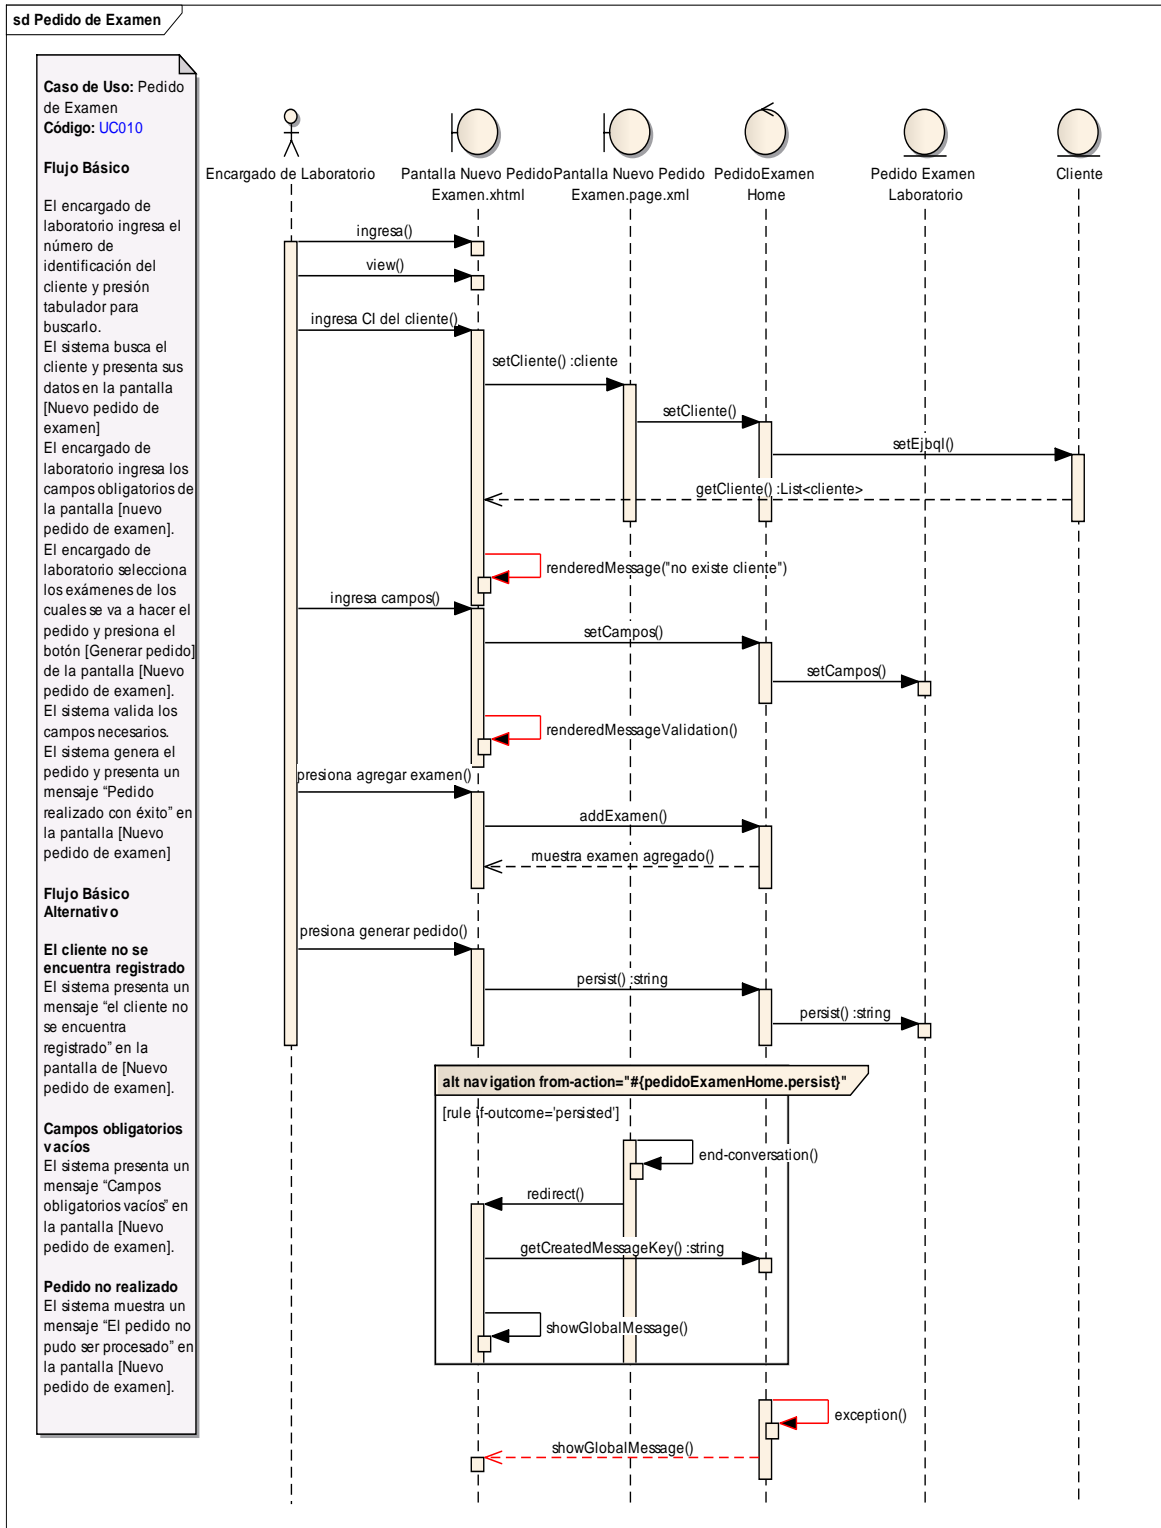 sd Pedido de Examen
Caso de Uso: Pedido
de Examen
Código: UC010
Flujo Básico
El encargado de
laboratorio ingresa el
número de
identificación del
cliente y presión
tabulador para
buscarlo.
El sistema busca el
cliente y presenta sus
datos en la pantalla
[Nuevo pedido de
examen]
El encargado de
laboratorio ingresa los
campos obligatorios de
la pantalla [nuevo
pedido de examen].
El encargado de
laboratorio selecciona
los exámenes de los
cuales se va a hacer el
pedido y presiona el
botón [Generar pedido]
de la pantalla [Nuevo
pedido de examen].
El sistema valida los
campos necesarios.
El sistema genera el
pedido y presenta un
mensaje “Pedido
realizado con éxito” en
la pantalla [Nuevo
pedido de examen]
Flujo Básico
Alternativo
El cliente no se
encuentra registrado
El sistema presenta un
mensaje “el cliente no
se encuentra
registrado” en la
pantalla de [Nuevo
pedido de examen].
Campos obligatorios
vacíos
El sistema presenta un
mensaje “Campos
obligatorios vacíos” en
la pantalla [Nuevo
pedido de examen].
Pedido no realizado
El sistema muestra un
mensaje “El pedido no
pudo ser procesado” en
la pantalla [Nuevo
pedido de examen].
Encargado de Laboratorio
Pantalla Nuevo Pedido
Examen.xhtml
Pantalla Nuevo Pedido
Examen.page.xml
PedidoExamen
Home
Pedido Examen
Laboratorio
Cliente
ingresa()
view()
ingresa CI del cliente()
setCliente() :cliente
setCliente()
setEjbql()
getCliente() :List<cliente>
renderedMessage("no existe cliente")
ingresa campos()
setCampos()
setCampos()
renderedMessageValidation()
presiona agregar examen()
addExamen()
muestra examen agregado()
presiona generar pedido()
persist() :string
persist() :string
alt navigation from-action="#{pedidoExamenHome.persist}"
[rule if-outcome='persisted']
end-conversation()
redirect()
getCreatedMessageKey() :string
showGlobalMessage()
exception()
showGlobalMessage()